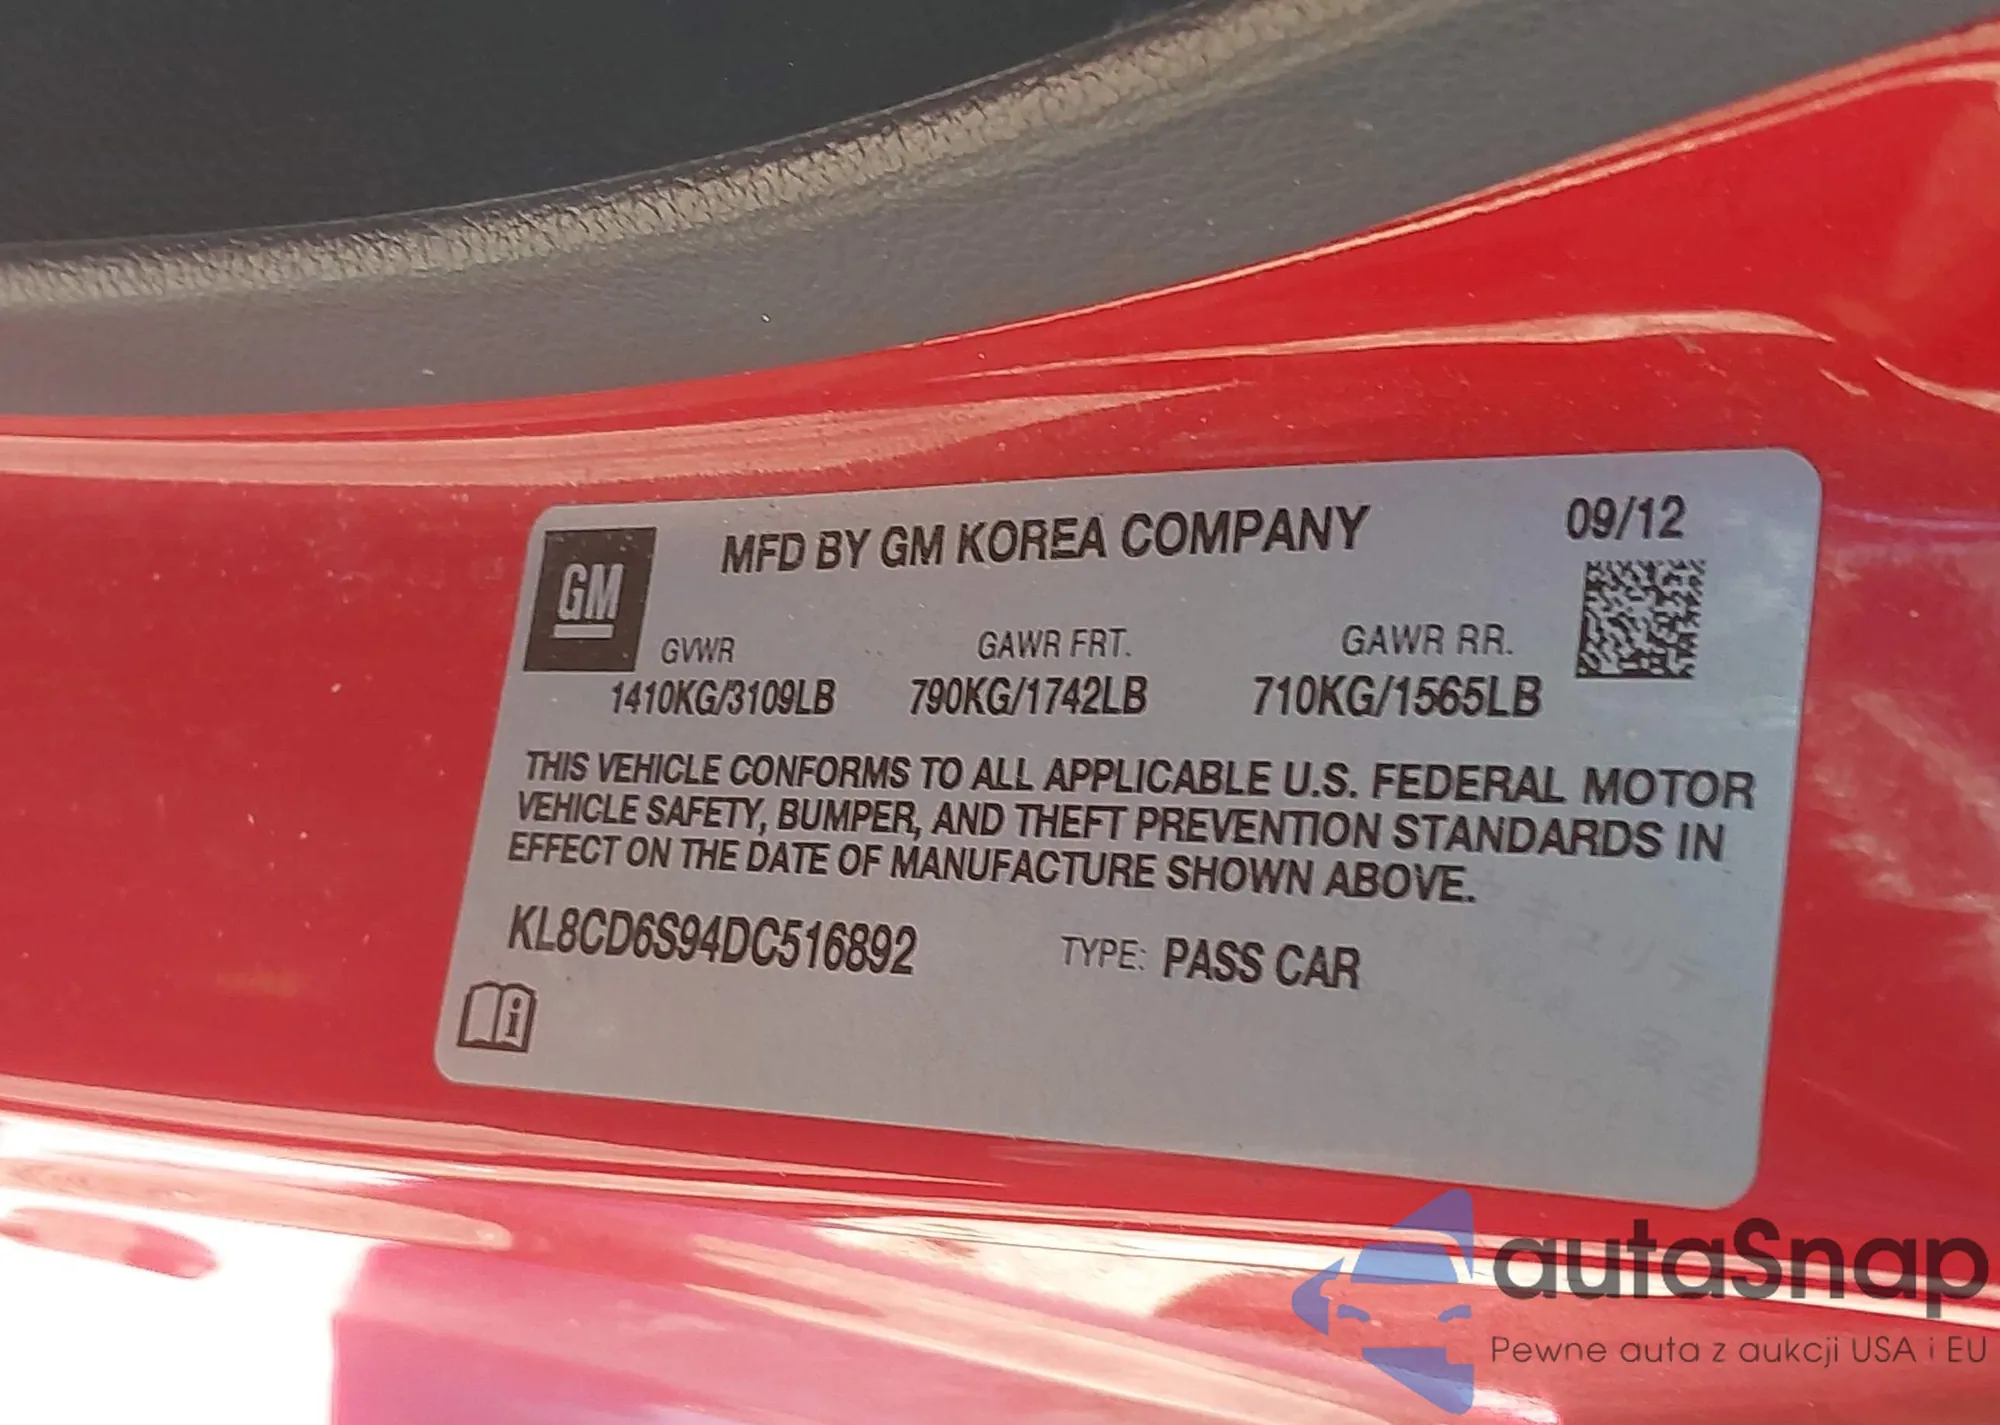 MFD BY GM KOREA COMPANY 09/12
GM
GVWR GAWR FRT. GAWR RR.
1410KG/3109LB 790KG/1742LB 710KG/1565LB
THIS VEHICLE CONFORMS TO ALL APPLICABLE U.S. FEDERAL MOTOR
VEHICLE SAFETY, BUMPER, AND THEFT PREVENTION STANDARDS IN
EFFECT ON THE DATE OF MANUFACTURE SHOWN ABOVE.
KL8CD6S94DC516892 TYPE: PASS CAR
autaSnap
Pewne auta z aukcji USA i EU